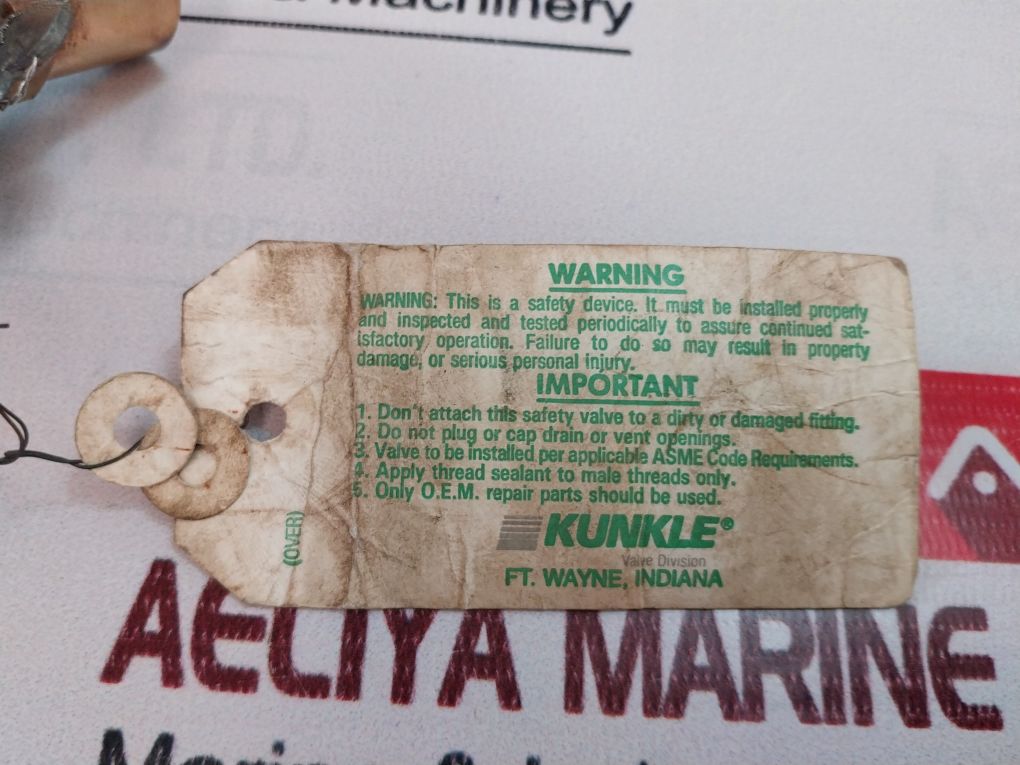 Machinery
WARNING
WARNING: This is a safety device. It must be installed properly
and inspected and tested periodically to assure continued sat-
isfactory operation. Failure to do so may result in property
damage, or serious personal injury.
IMPORTANT
1. Don't attach this safety valve to a dirty or damaged fitting.
2. Do not plug or cap drain or vent openings.
3. Valve to be installed per applicable ASME Code Requirements.
4. Apply thread sealant to male threads only.
5. Only O.E.M. repair parts should be used.
(OVER)
KUNKLE®
Valve Division
FT. WAYNE, INDIANA
AELIYA MARINE